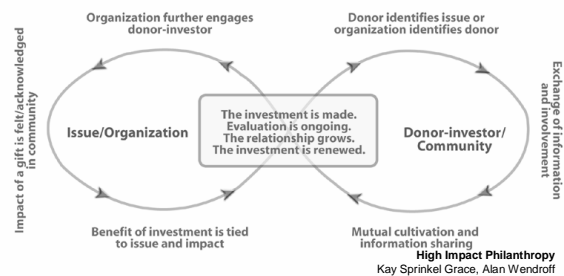 Organization further engages
donor-investor
Donor identifies issue or
organization identifies donor
Impact of a gift is felt/acknowledged
in community
Issue/Organization
The investment is made.
Evaluation is ongoing.
The relationship grows.
The investment is renewed.
Donor-investor/
Community
Exchange of information
and involvement
Benefit of investment is tied
to issue and impact
Mutual cultivation and
information sharing
High Impact Philanthropy
Kay Sprinkel Grace, Alan Wendroff